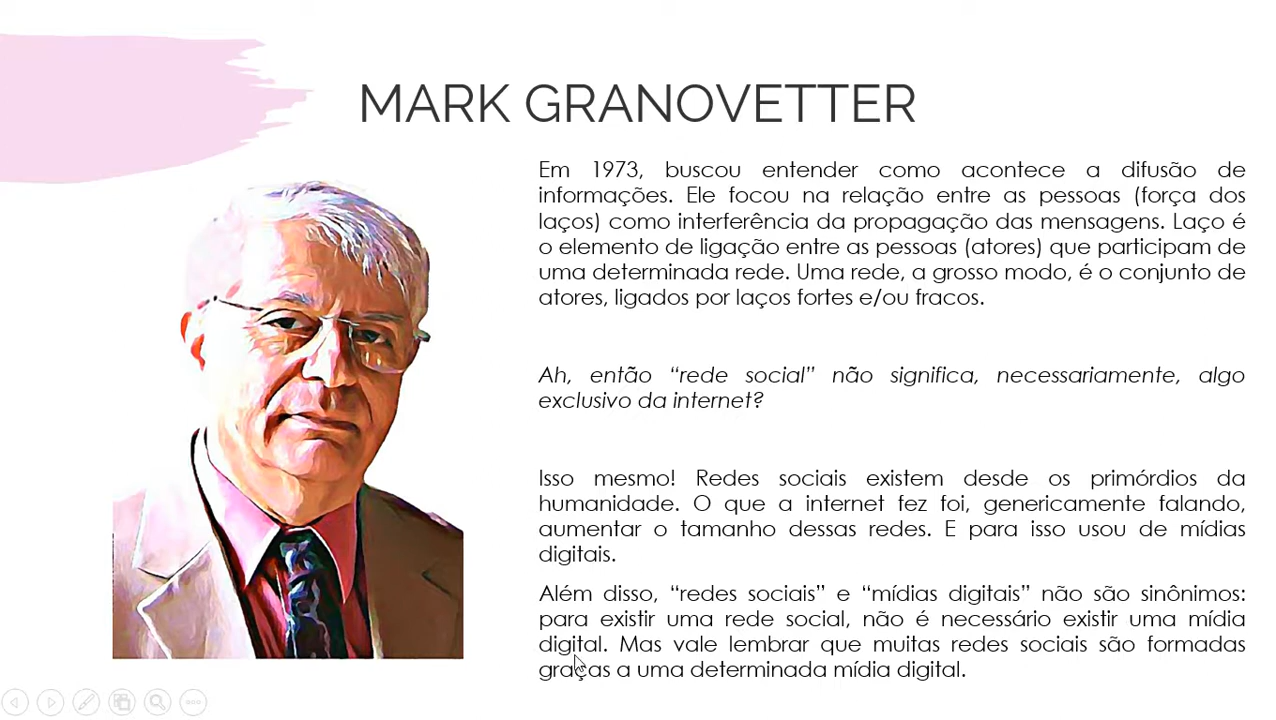 MARK GRANOVETTER
Em 1973, buscou entender como acontece a difusão de
informações. Ele focou na relação entre as pessoas (força dos
laços) como interferência da propagação das mensagens. Laço é
o elemento de ligação entre as pessoas (atores) que participam de
uma determinada rede. Uma rede, a grosso modo, é o conjunto de
atores, ligados por laços fortes e/ou fracos.
Ah, então “rede social” não significa, necessariamente, algo
exclusivo da internet?
Isso mesmo! Redes sociais existem desde os primórdios da
humanidade. O que a internet fez foi, genericamente falando,
aumentar o tamanho dessas redes. E para isso usou de mídias
digitais.
Além disso, “redes sociais” e “mídias digitais” não são sinônimos:
para existir uma rede social, não é necessário existir uma mídia
digital. Mas vale lembrar que muitas redes sociais são formadas
graças a uma determinada mídia digital.